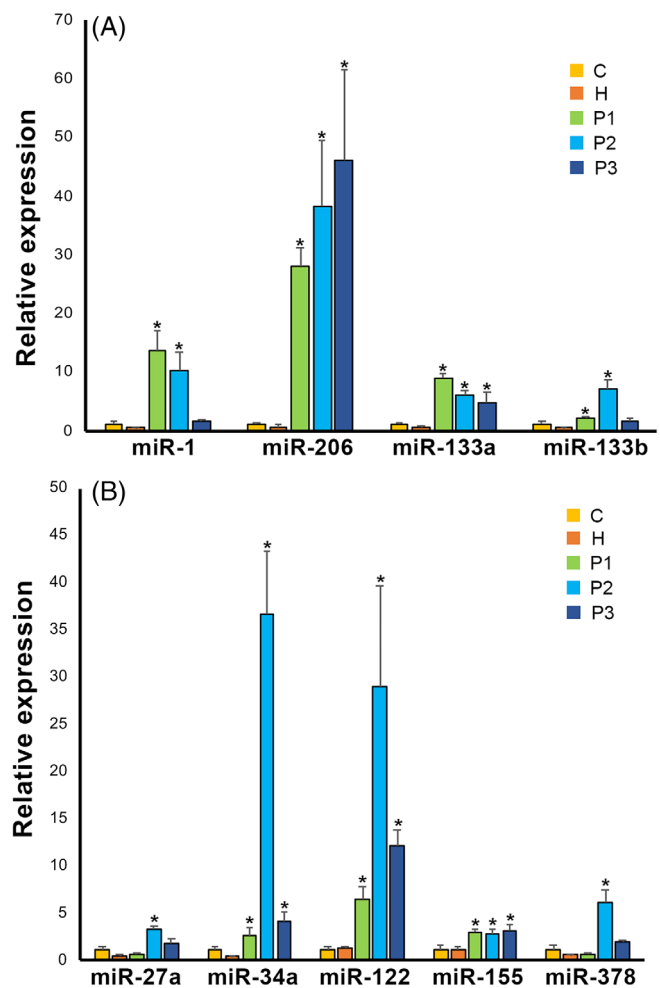 (A)
70
60
50
40
30
20
10
0
Relative expression
C
H
P1
P2
P3
* * * * * * * * * *
miR-1 miR-206 miR-133a miR-133b
(B)
50
45
40
35
30
25
20
15
10
5
0
Relative expression
C
H
P1
P2
P3
* * * * * * * * * * *
miR-27a miR-34a miR-122 miR-155 miR-378